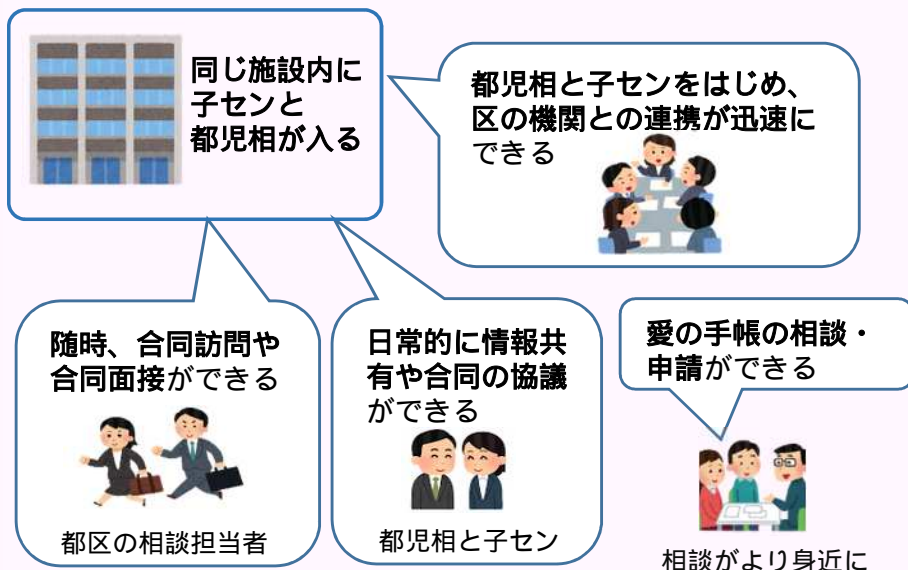 同じ施設内に
子センと
都児相が入る
都児相と子センをはじめ、
区の機関との連携が迅速に
できる
随時、合同訪問や
合同面接ができる
都区の相談担当者
日常的に情報共
有や合同の協議
ができる
都児相と子セン
愛の手帳の相談・
申請ができる
相談がより身近に